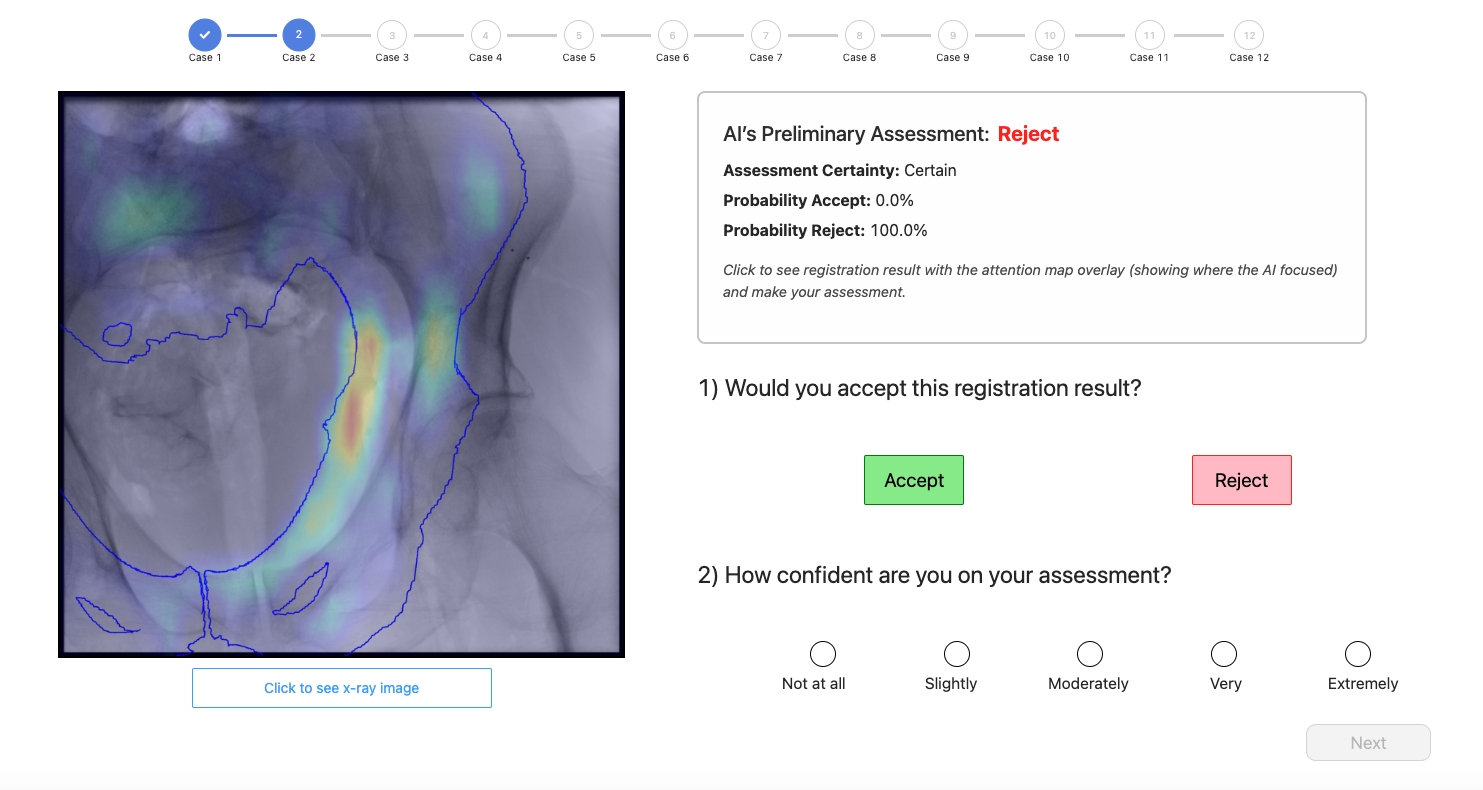 2 3 4 5 6 7 8 9 10 11 12
Case 1 Case 2 Case 3 Case 4 Case 5 Case 6 Case 7 Case 8 Case 9 Case 10 Case 11 Case 12
AI’s Preliminary Assessment: Reject
Assessment Certainty: Certain
Probability Accept: 0.0%
Probability Reject: 100.0%
Click to see registration result with the attention map overlay (showing where the AI focused)
and make your assessment.
1) Would you accept this registration result?
Accept Reject
2) How confident are you on your assessment?
Not at all Slightly Moderately Very Extremely
Click to see x-ray image
Next